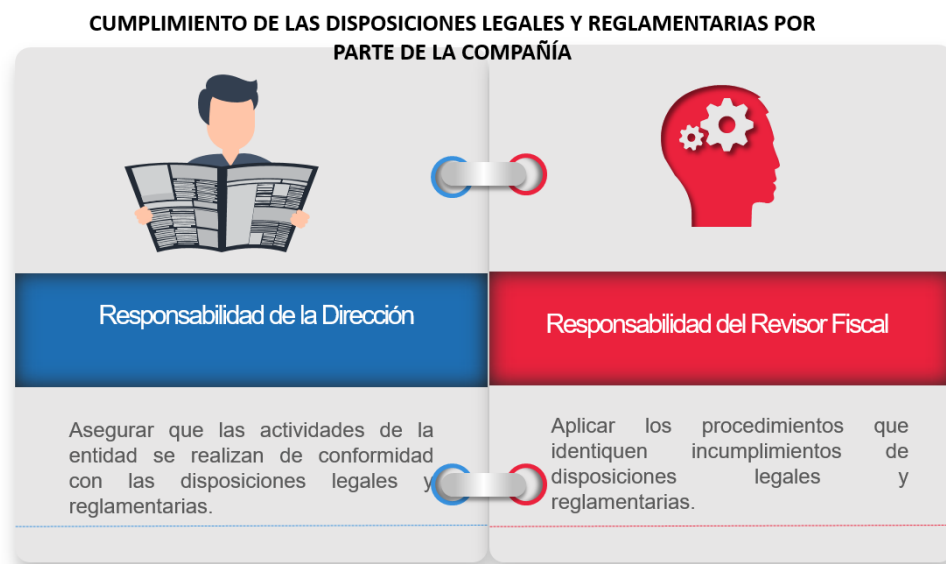 CUMPLIMIENTO DE LAS DISPOSICIONES LEGALES Y REGLAMENTARIAS POR
PARTE DE LA COMPAÑÍA
Responsabilidad de la Dirección
Asegurar que las actividades de la
entidad se realizan de conformidad
con las disposiciones legales y
reglamentarias.
Responsabilidad del Revisor Fiscal
Aplicar los procedimientos que
identiquen incumplimientos de
disposiciones legales y
reglamentarias.